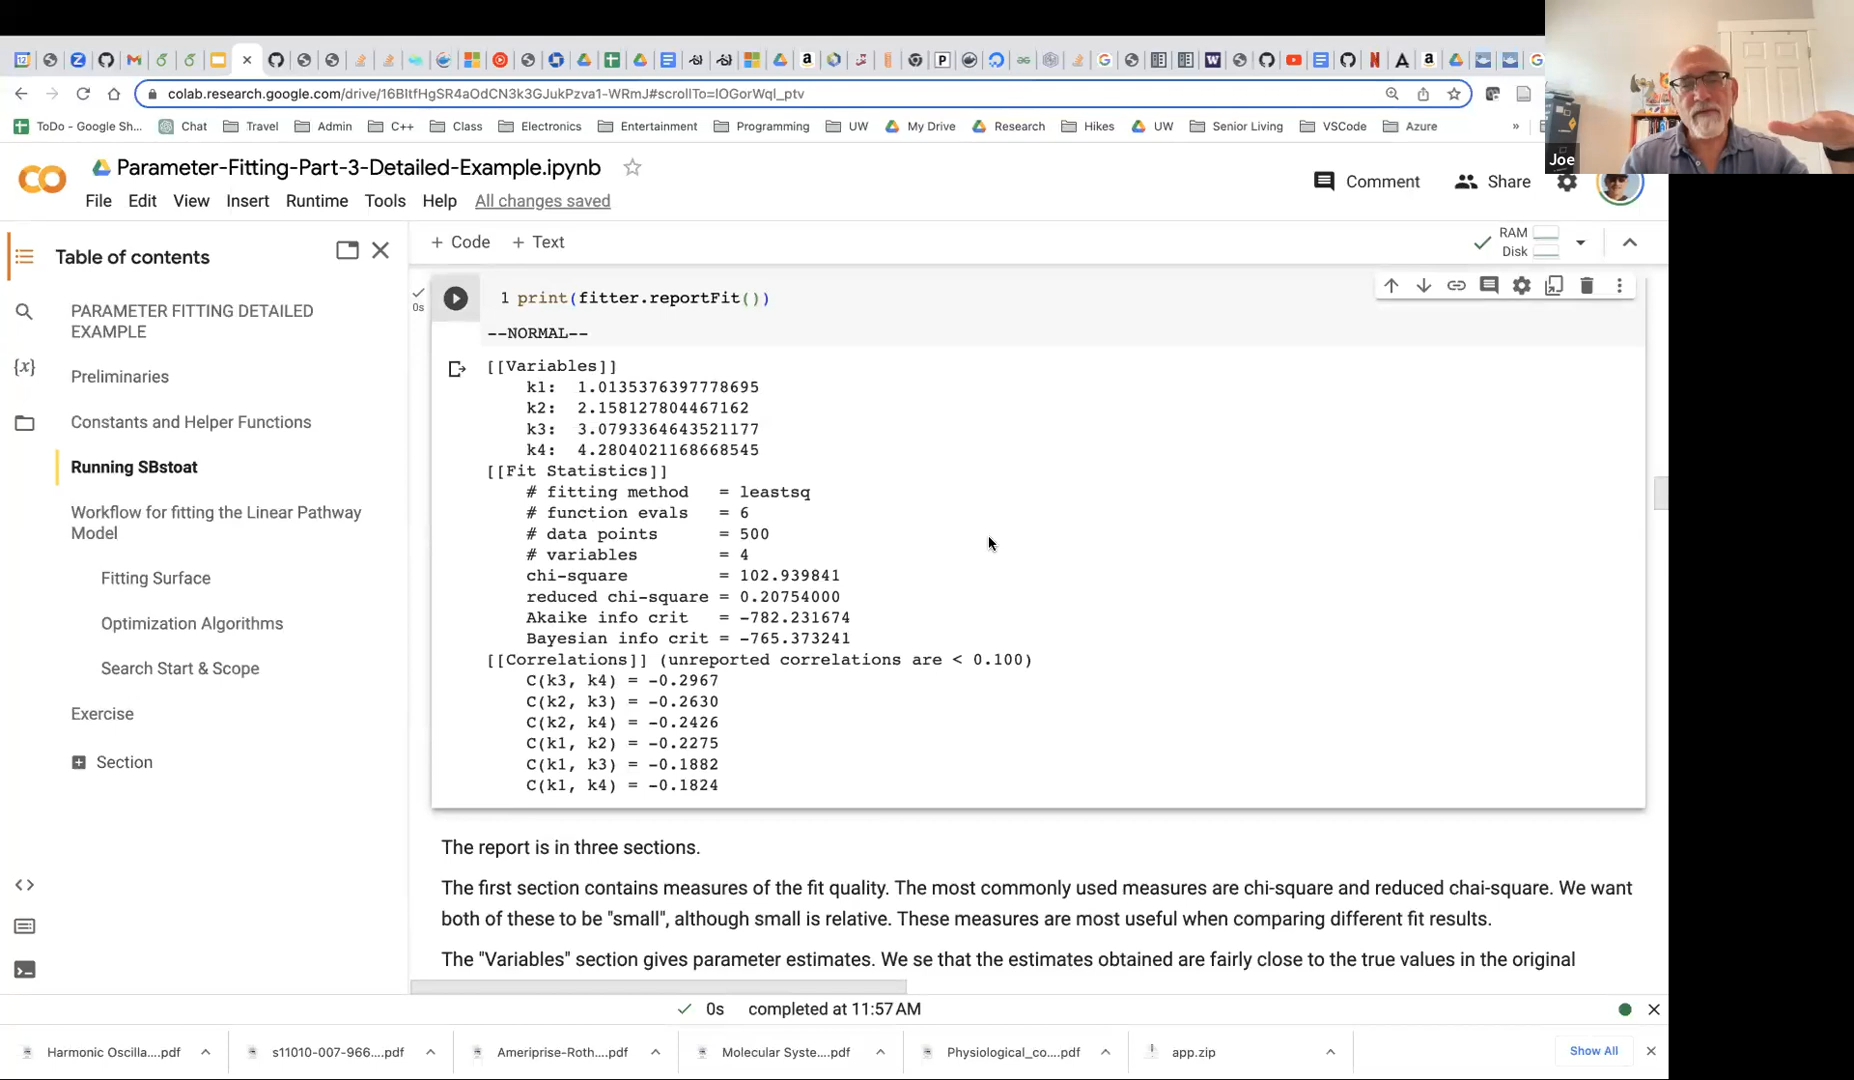 colab.research.google.com/drive/16BItfHgSR4aOdCN3k3GJukPzva1-WRmJ#scrollTo=IOGorWqI_ptv
ToDo - Google Sh... Chat Travel Admin C++ Class Electronics Entertainment Programming UW My Drive Research Hikes UW Senior Living VSCode Azure »
Joe
Parameter-Fitting-Part-3-Detailed-Example.ipynb
Comment Share
File Edit View Insert Runtime Tools Help All changes saved
Table of contents
+ Code + Text
RAM
Disk
PARAMETER FITTING DETAILED
EXAMPLE
Preliminaries
Constants and Helper Functions
Running SBstoat
Workflow for fitting the Linear Pathway
Model
Fitting Surface
Optimization Algorithms
Search Start & Scope
Exercise
Section
0s
1 print(fitter.reportFit())
--NORMAL--
[[Variables]]
k1: 1.0135376397778695
k2: 2.158127804467162
k3: 3.0793364643521177
k4: 4.2804021168668545
[[Fit Statistics]]
# fitting method = leastsq
# function evals = 6
# data points = 500
# variables = 4
chi-square = 102.939841
reduced chi-square = 0.20754000
Akaike info crit = -782.231674
Bayesian info crit = -765.373241
[[Correlations]] (unreported correlations are < 0.100)
C(k3, k4) = -0.2967
C(k2, k3) = -0.2630
C(k2, k4) = -0.2426
C(k1, k2) = -0.2275
C(k1, k3) = -0.1882
C(k1, k4) = -0.1824
The report is in three sections.
The first section contains measures of the fit quality. The most commonly used measures are chi-square and reduced chai-square. We want
both of these to be "small", although small is relative. These measures are most useful when comparing different fit results.
The "Variables" section gives parameter estimates. We se that the estimates obtained are fairly close to the true values in the original
0s completed at 11:57 AM
Harmonic Oscilla....pdf s11010-007-966....pdf Ameriprise-Roth....pdf Molecular Syste....pdf Physiological_co....pdf app.zip Show All